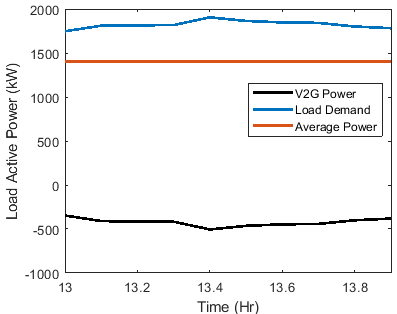 2000
1500
1000
500
0
-500
-1000
Load Active Power (kW)
V2G Power
Load Demand
Average Power
13
13.2
13.4
13.6
13.8
Time (Hr)